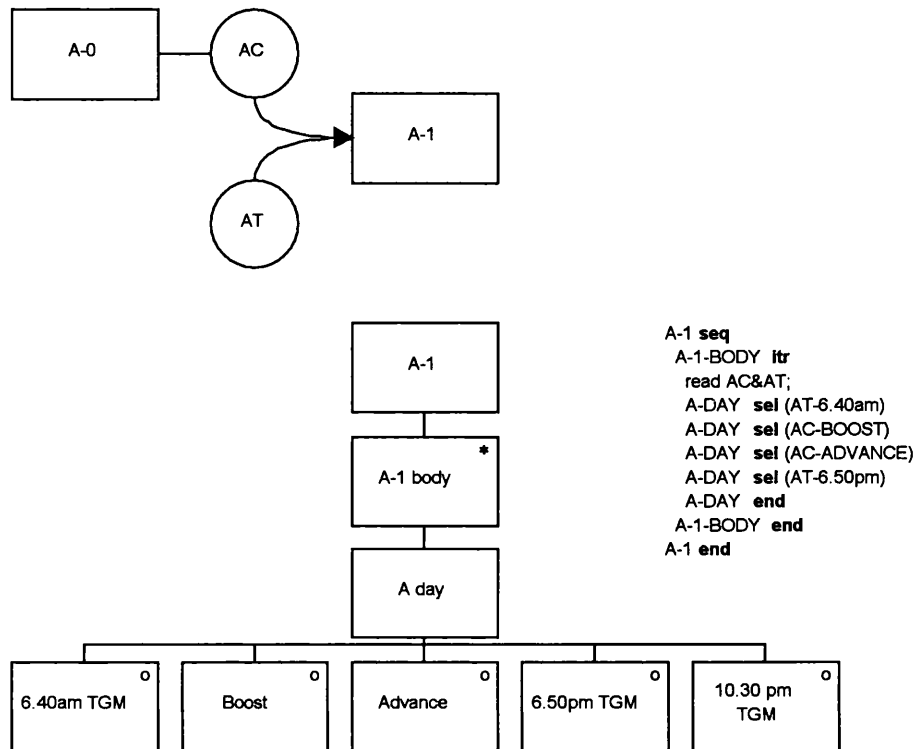 A-0
AC
A-1
AT
A-1
A-1 body
*
A day
6.40am TGM
o
Boost
o
Advance
o
6.50pm TGM
o
10.30 pm
TGM
o
A-1 seq
A-1-BODY itr
read AC&AT;
A-DAY sel (AT-6.40am)
A-DAY sel (AC-BOOST)
A-DAY sel (AC-ADVANCE)
A-DAY sel (AT-6.50pm)
A-DAY end
A-1-BODY end
A-1 end